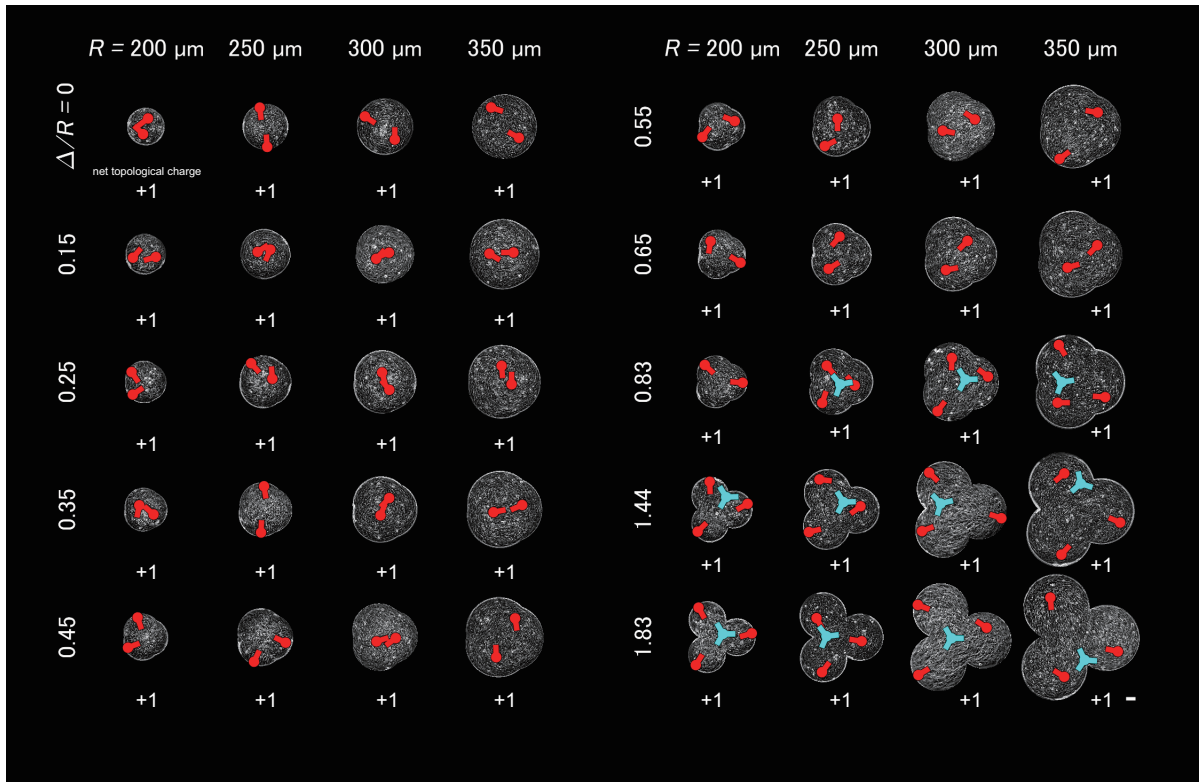 R = 200 µm 250 µm 300 µm 350 µm R = 200 µm 250 µm 300 µm 350 µm
Δ/R = 0
0.55
net topological charge
+1 +1 +1 +1 +1 +1 +1 +1
0.15
0.65
+1 +1 +1 +1 +1 +1 +1 +1
0.25
0.83
+1 +1 +1 +1 +1 +1 +1 +1
0.35
1.44
+1 +1 +1 +1 +1 +1 +1 +1
0.45
1.83
+1 +1 +1 +1 +1 +1 +1 +1